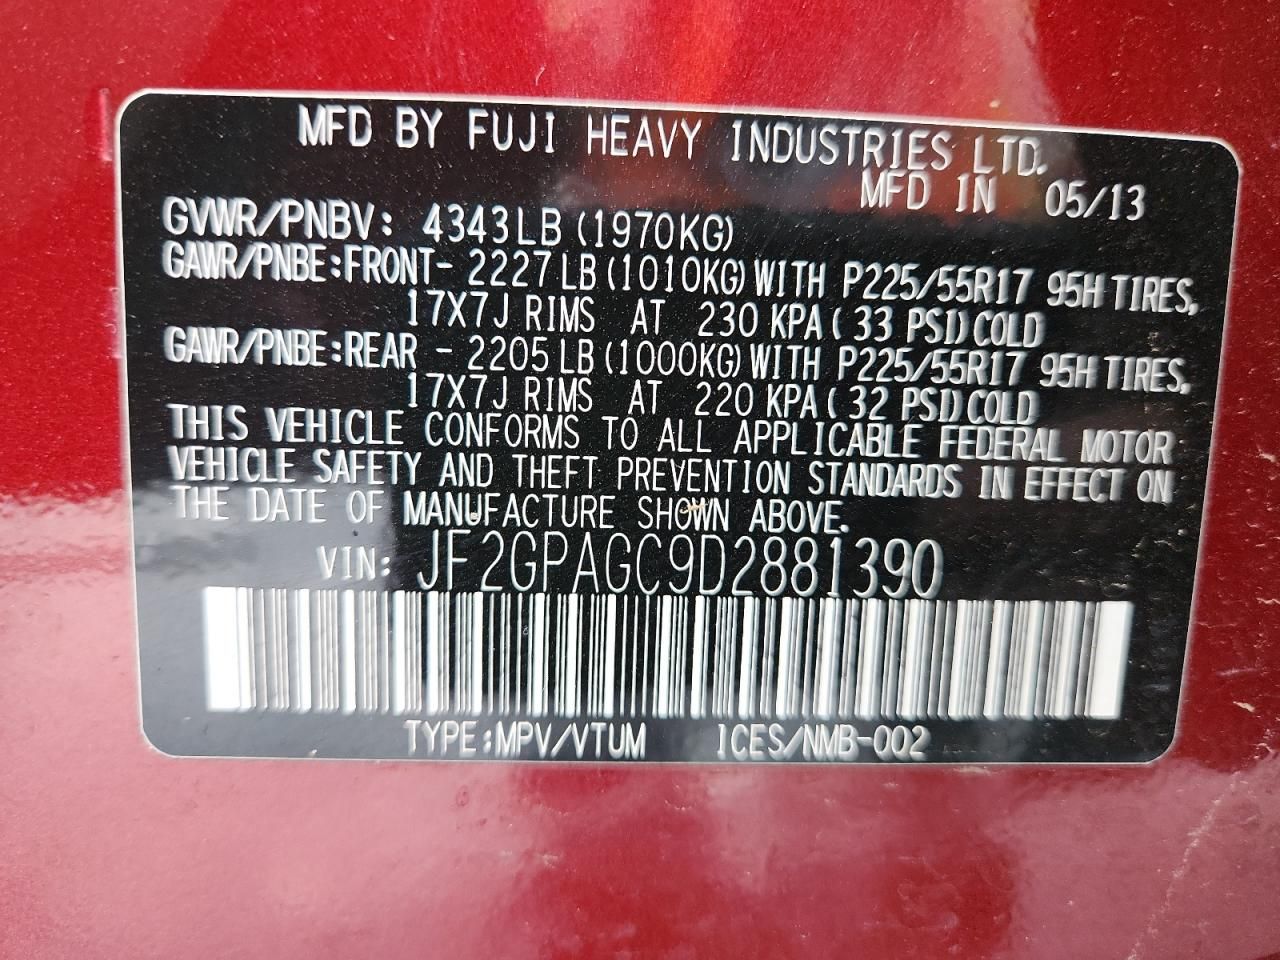 MFD BY FUJI HEAVY INDUSTRIES LTD.
MFD IN 05/13
GVWR/PNBV: 4343LB (1970KG)
GAWR/PNBE:FRONT- 2227LB (1010KG) WITH P225/55R17 95H TIRES,
17X7J RIMS AT 230 KPA( 33 PSI) COLD
GAWR/PNBE:REAR - 2205LB (1000KG) WITH P225/55R17 95H TIRES,
17X7J RIMS AT 220 KPA( 32 PSI) COLD
THIS VEHICLE CONFORMS TO ALL APPLICABLE FEDERAL MOTOR
VEHICLE SAFETY AND THEFT PREVENTION STANDARDS IN EFFECT ON
THE DATE OF MANUFACTURE SHOWN ABOVE.
VIN: JF2GPAGC9D2881390
TYPE:MPV/VTUM ICES/NMB-002